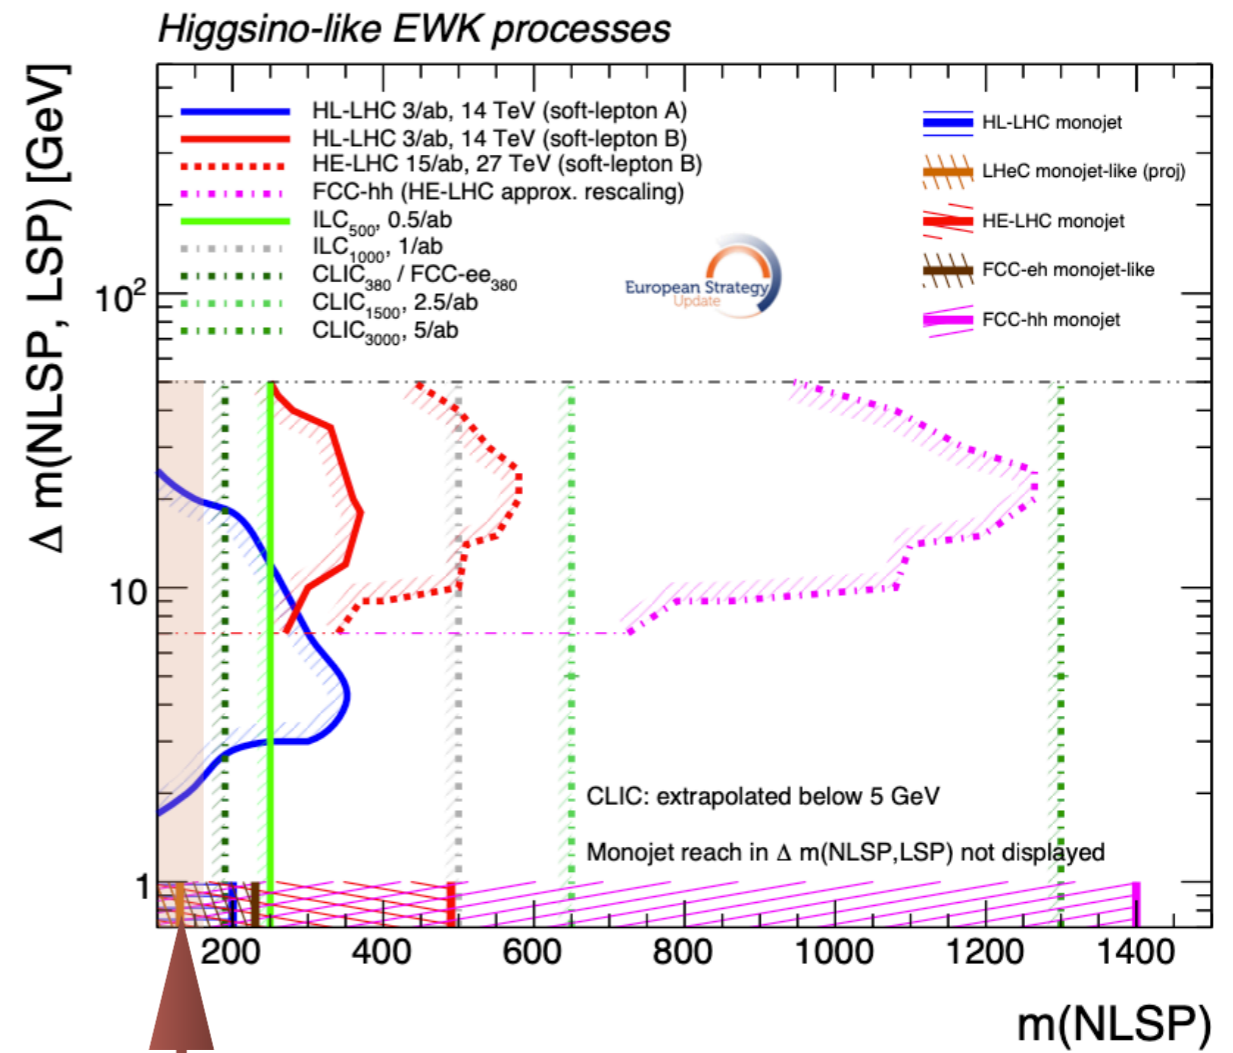 Higgsino-like EWK processes
Δ m(NLSP, LSP) [GeV]
HL-LHC 3/ab, 14 TeV (soft-lepton A)
HL-LHC 3/ab, 14 TeV (soft-lepton B)
HE-LHC 15/ab, 27 TeV (soft-lepton B)
FCC-hh (HE-LHC approx. rescaling)
ILC500, 0.5/ab
ILC1000, 1/ab
CLIC380 / FCC-ee380
CLIC1500, 2.5/ab
CLIC3000, 5/ab
HL-LHC monojet
LHeC monojet-like (proj)
HE-LHC monojet
FCC-eh monojet-like
FCC-hh monojet
European Strategy
Update
10²
10
1
CLIC: extrapolated below 5 GeV
Monojet reach in Δ m(NLSP,LSP) not displayed
200 400 600 800 1000 1200 1400
m(NLSP)